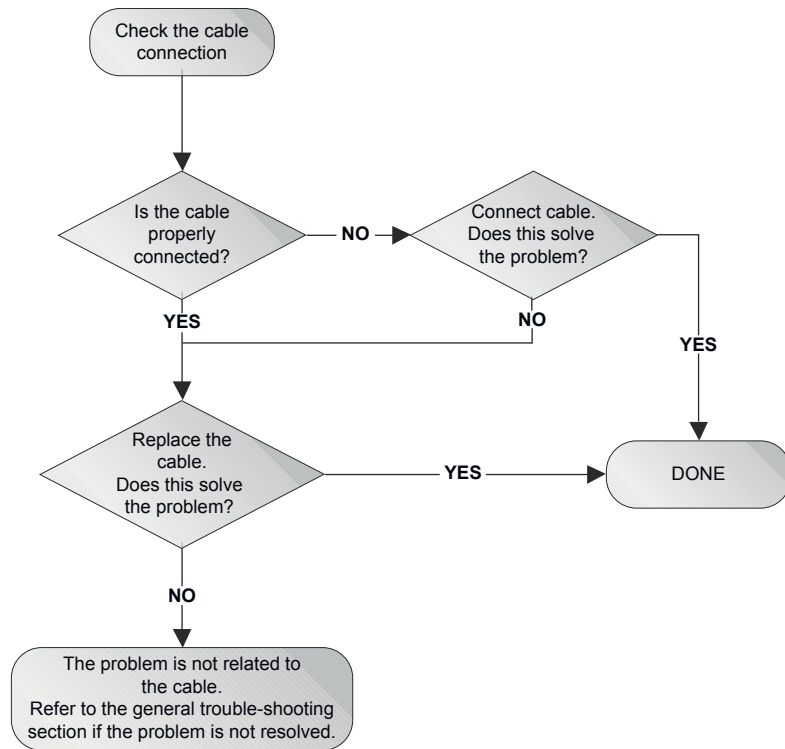 Check the cable
connection
Is the cable
properly
connected?
NO
Connect cable.
Does this solve
the problem?
YES
NO
YES
Replace the
cable.
Does this solve
the problem?
YES
DONE
NO
The problem is not related to
the cable.
Refer to the general trouble-shooting
section if the problem is not resolved.